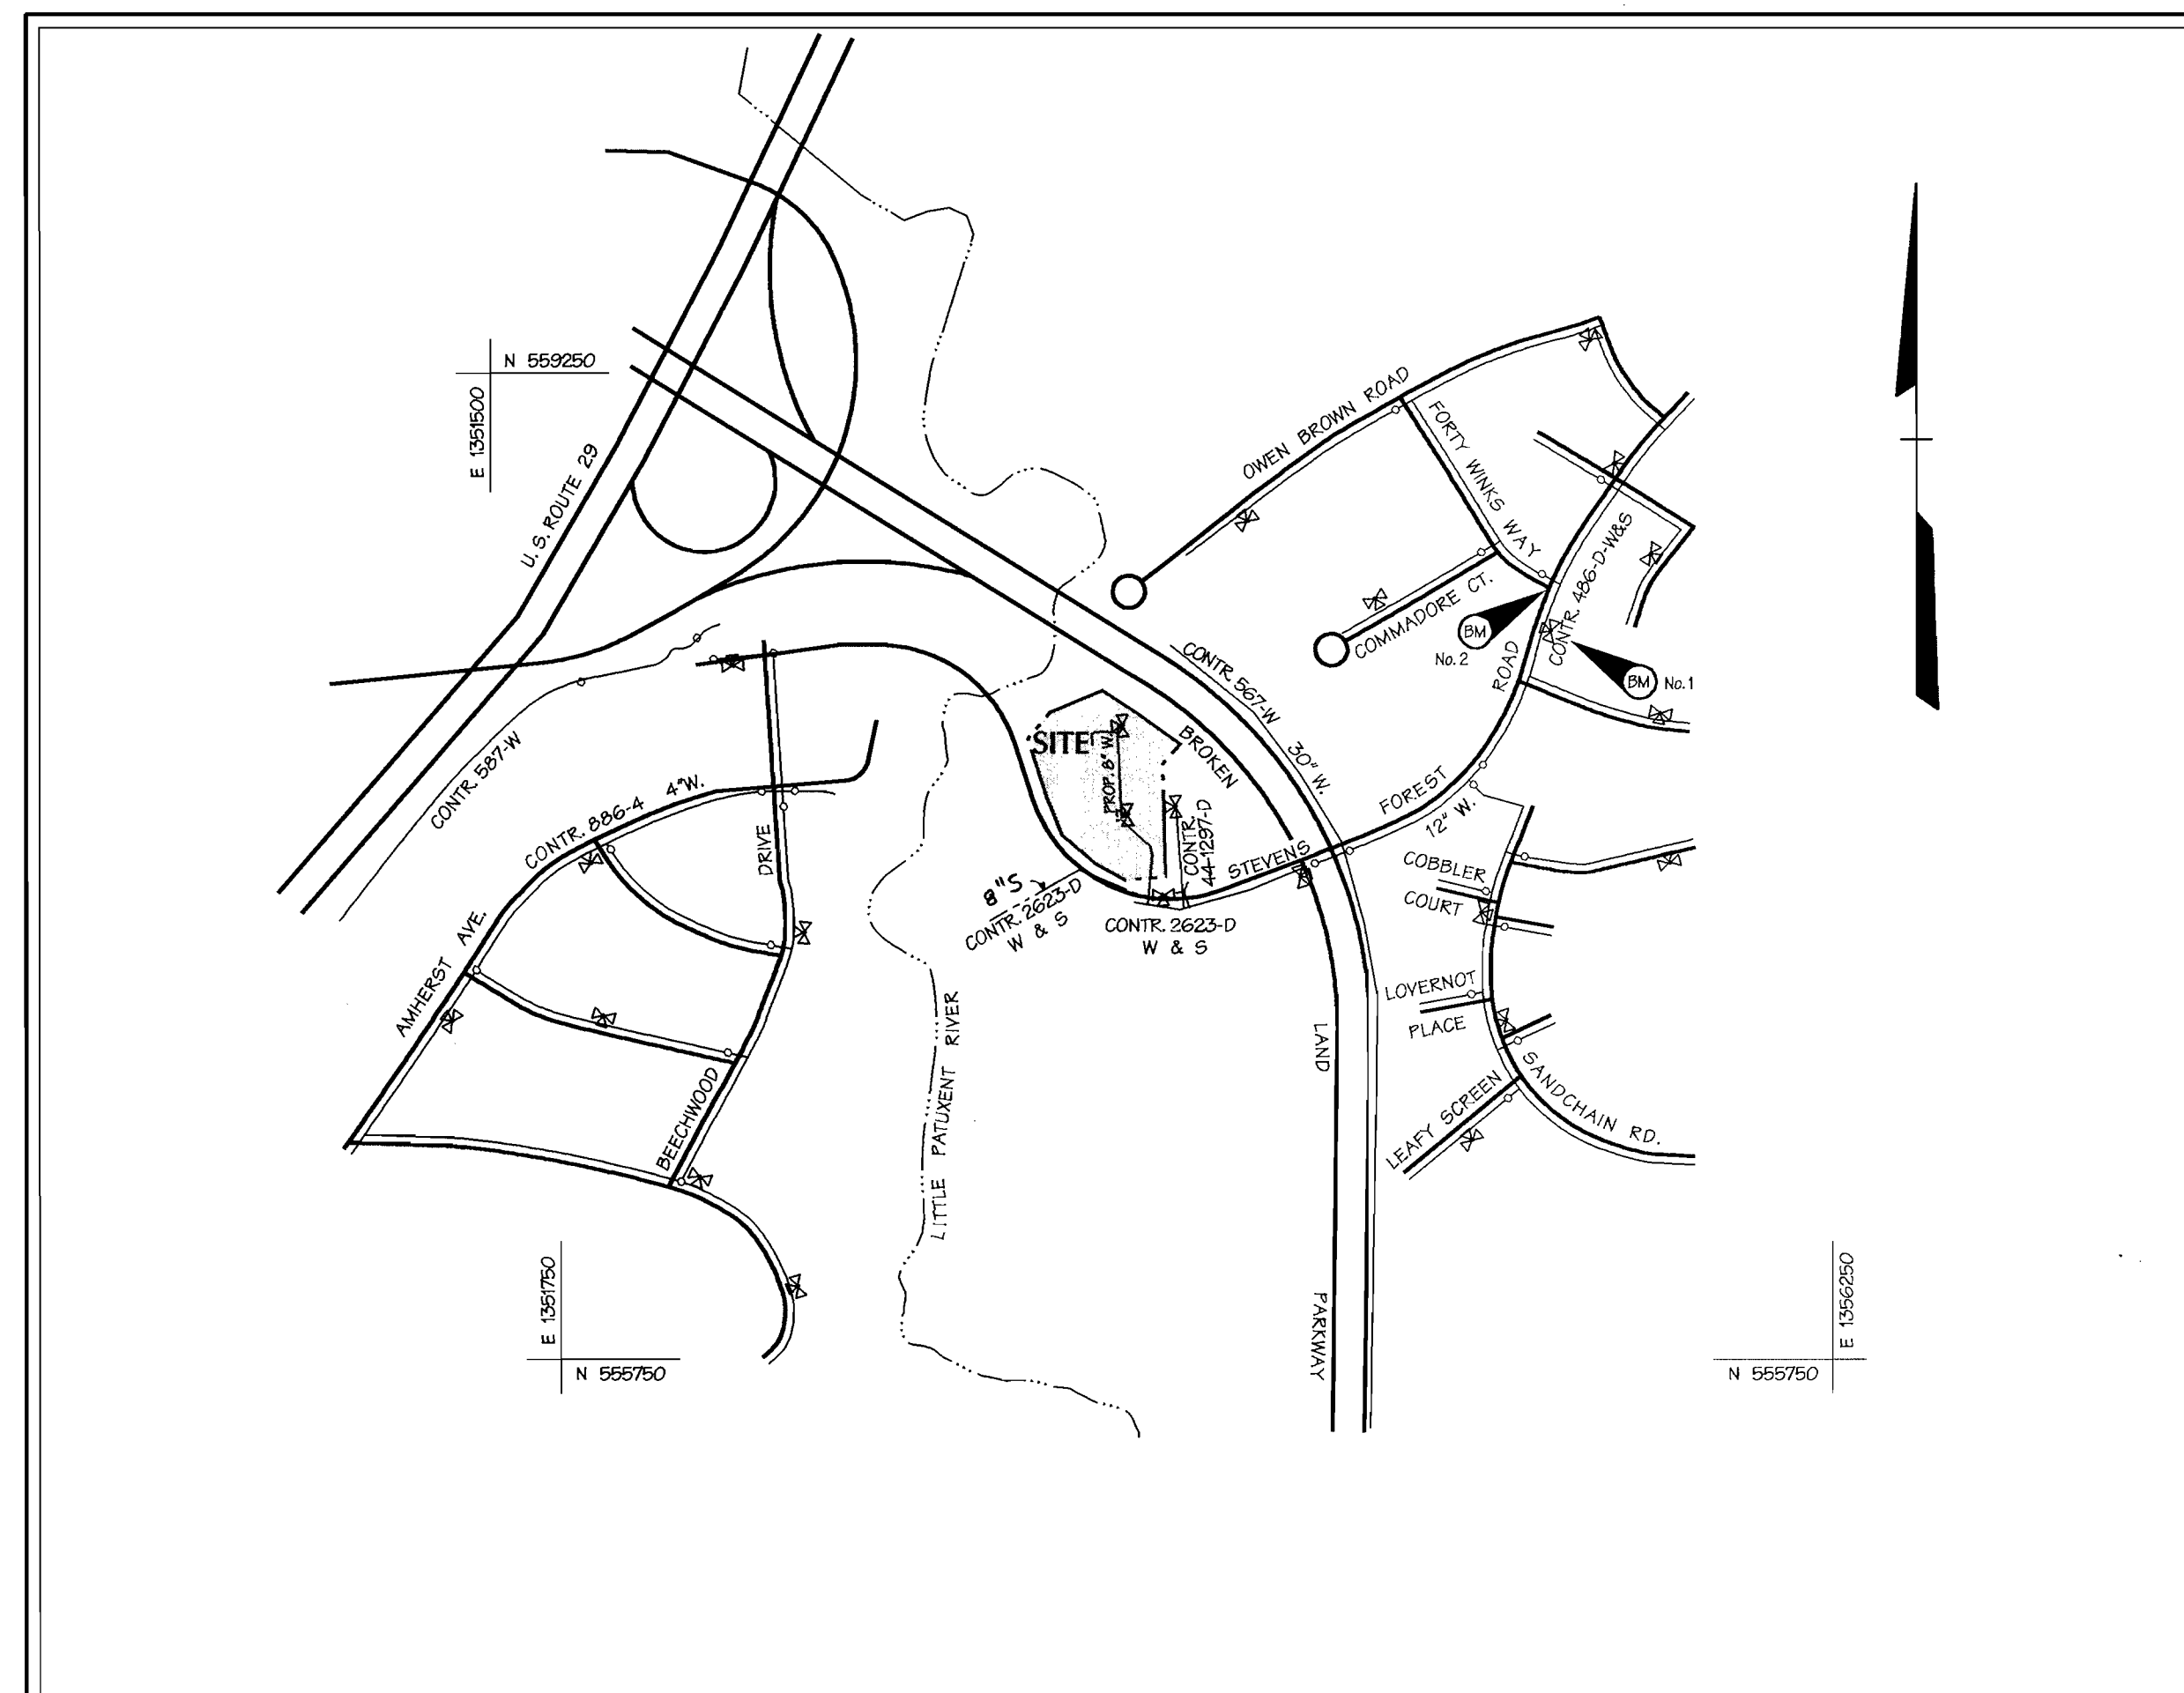 N 559250
E 1351500
U. S. ROUTE 29
OWEN BROWN ROAD
FORTY WINKS WAY
COMMADORE CT.
CONTR. 486-D-W&S
BM
No. 2
BM No. 1
ROAD
CONTR. 567-W
30" W.
BROKEN
SITE
PROP. 8" W.
CONTR.
44-1297-D
FOREST
12" W.
STEVENS
8"S
CONTR. 2623-D
W & S
CONTR. 2623-D
W & S
CONTR. 587-W
CONTR. 886-4 4"W.
DRIVE
AMHERST AVE.
BEECHWOOD
LITTLE PATUXENT RIVER
COBBLER
COURT
LOVERNOT
PLACE
LEAFY SCREEN
SANDCHAIN RD.
LAND
PARKWAY
E 1351750
N 555750
E 1356250
N 555750